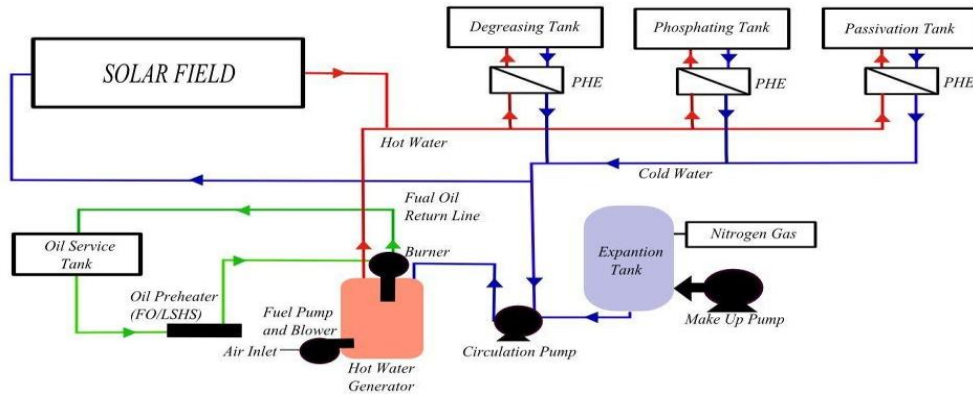 Degreasing Tank
Phosphating Tank
Passivation Tank
SOLAR FIELD
PHE
PHE
PHE
Hot Water
Cold Water
Fual Oil
Return Line
Oil Service
Tank
Burner
Expantion
Tank
Nitrogen Gas
Oil Preheater
(FO/LSHS)
Fuel Pump
and Blower
Make Up Pump
Air Inlet
Circulation Pump
Hot Water
Generator